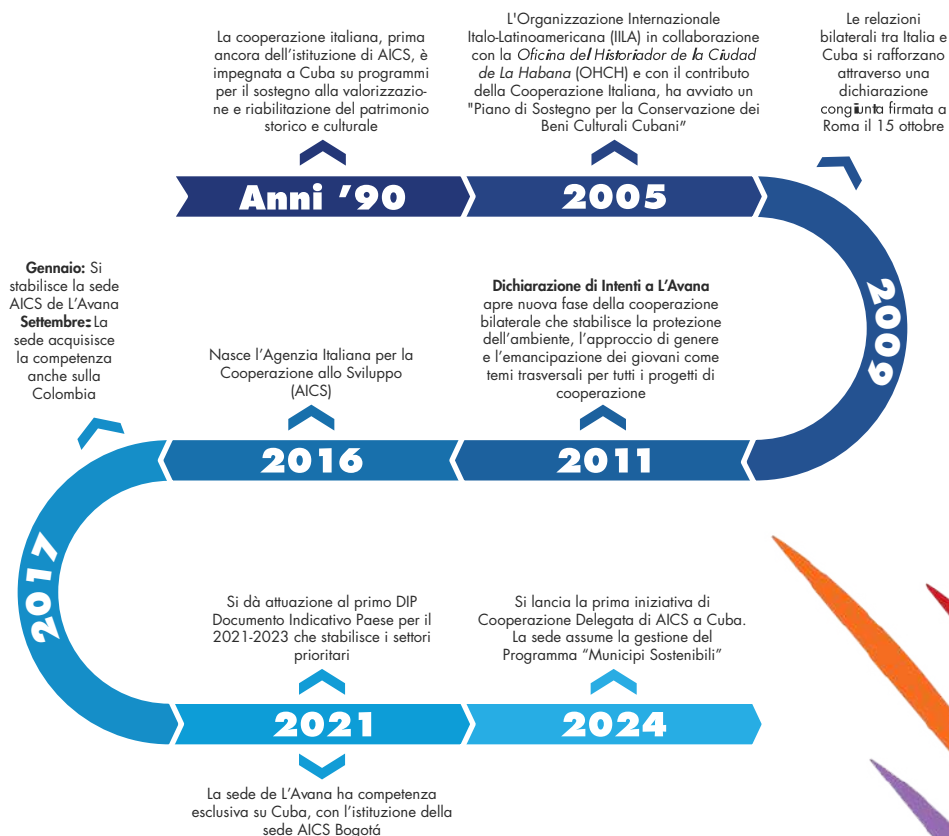 La cooperazione italiana, prima
ancora dell'istituzione di AICS, è
impegnata a Cuba su programmi
per il sostegno alla valorizzazio-
ne e riabilitazione del patrimonio
storico e culturale
Anni '90
L'Organizzazione Internazionale
Italo-Latinoamericana (IILA) in collaborazione
con la Oficina del Historiador de la Ciudad
de La Habana (OHCH) e con il contributo
della Cooperazione Italiana, ha avviato un
"Piano di Sostegno per la Conservazione dei
Beni Culturali Cubani"
2005
Le relazioni
bilaterali tra Italia e
Cuba si rafforzano
attraverso una
dichiarazione
congiunta firmata a
Roma il 15 ottobre
2009
Dichiarazione di Intenti a L'Avana
apre nuova fase della cooperazione
bilaterale che stabilisce la protezione
dell'ambiente, l'approccio di genere
e l'emancipazione dei giovani come
temi trasversali per tutti i progetti di
cooperazione
2011
Nasce l'Agenzia Italiana per la
Cooperazione allo Sviluppo
(AICS)
2016
Gennaio: Si
stabilisce la sede
AICS de L'Avana
Settembre: La
sede acquisisce
la competenza
anche sulla
Colombia
2017
Si dà attuazione al primo DIP
Documento Indicativo Paese per il
2021-2023 che stabilisce i settori
prioritari
2021
La sede de L'Avana ha competenza
esclusiva su Cuba, con l'istituzione della
sede AICS Bogotá
Si lancia la prima iniziativa di
Cooperazione Delegata di AICS a Cuba.
La sede assume la gestione del
Programma "Municipi Sostenibili"
2024